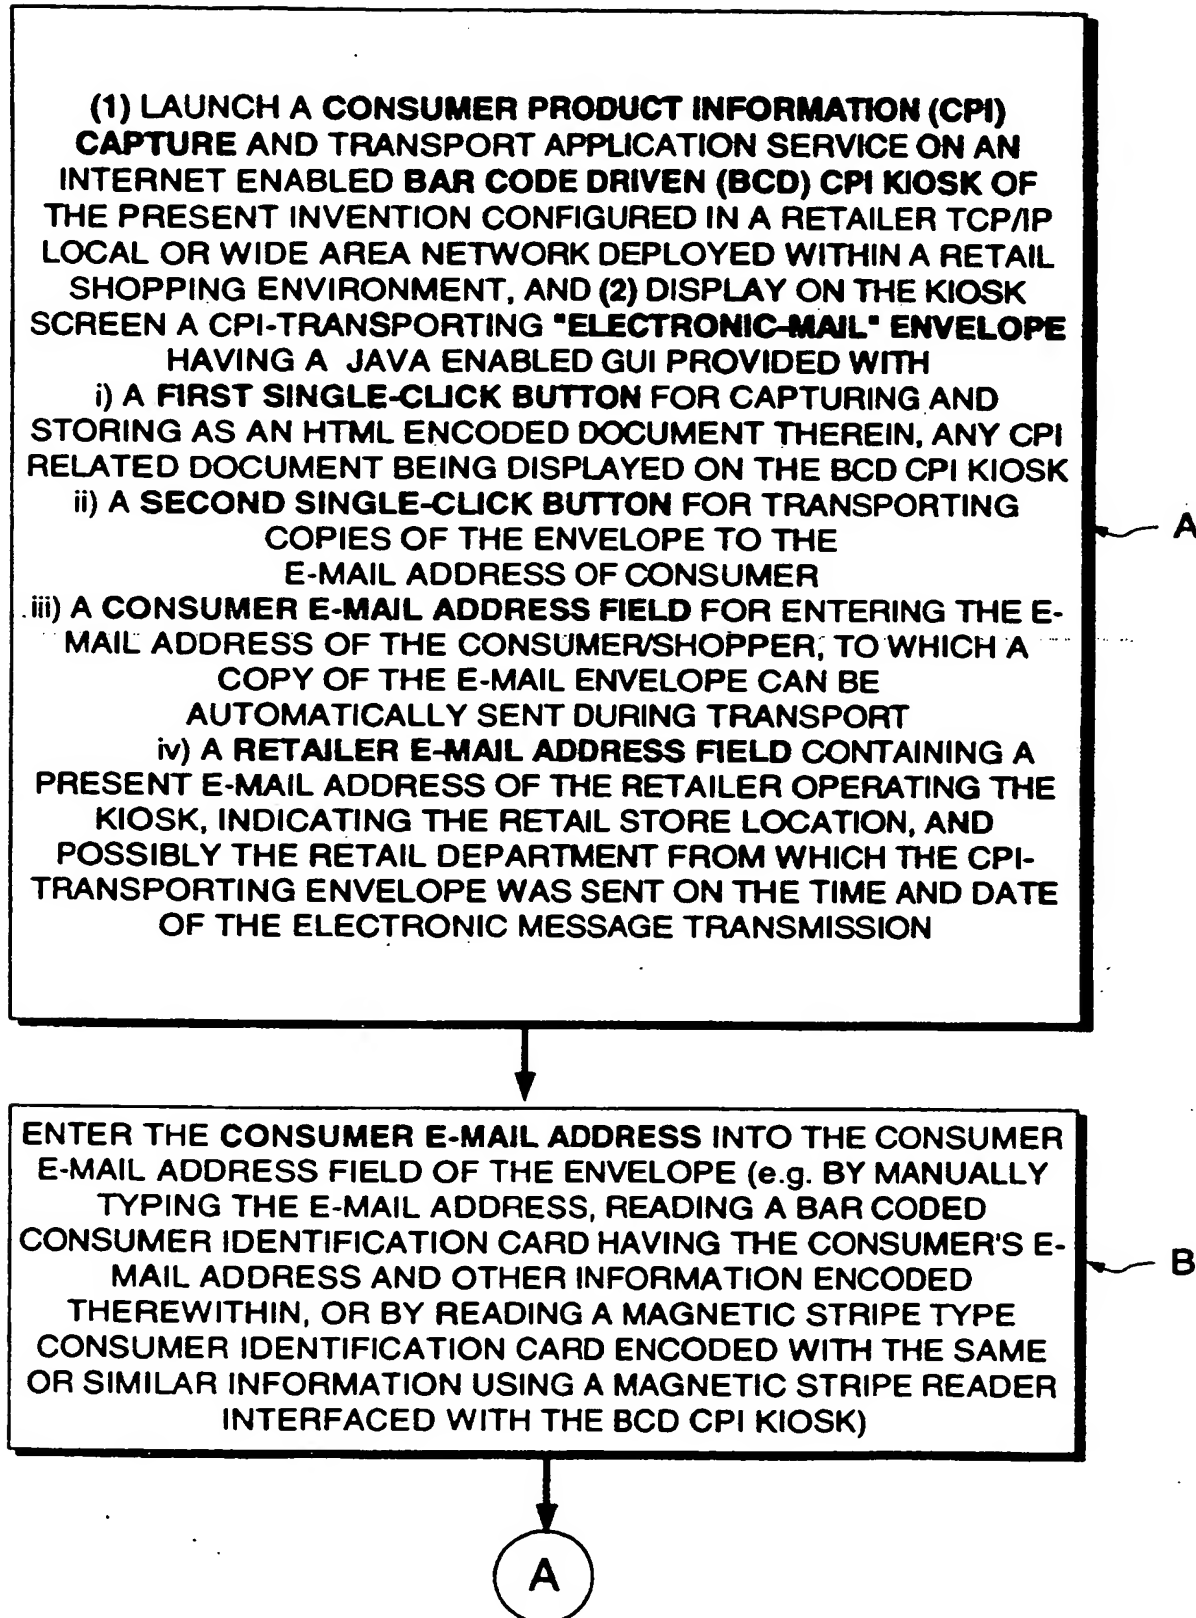 (1) LAUNCH A CONSUMER PRODUCT INFORMATION (CPI)
CAPTURE AND TRANSPORT APPLICATION SERVICE ON AN
INTERNET ENABLED BAR CODE DRIVEN (BCD) CPI KIOSK OF
THE PRESENT INVENTION CONFIGURED IN A RETAILER TCP/IP
LOCAL OR WIDE AREA NETWORK DEPLOYED WITHIN A RETAIL
SHOPPING ENVIRONMENT, AND (2) DISPLAY ON THE KIOSK
SCREEN A CPI-TRANSPORTING "ELECTRONIC-MAIL" ENVELOPE
HAVING A JAVA ENABLED GUI PROVIDED WITH
i) A FIRST SINGLE-CLICK BUTTON FOR CAPTURING AND
STORING AS AN HTML ENCODED DOCUMENT THEREIN, ANY CPI
RELATED DOCUMENT BEING DISPLAYED ON THE BCD CPI KIOSK
ii) A SECOND SINGLE-CLICK BUTTON FOR TRANSPORTING
COPIES OF THE ENVELOPE TO THE
E-MAIL ADDRESS OF CONSUMER
iii) A CONSUMER E-MAIL ADDRESS FIELD FOR ENTERING THE E-
MAIL ADDRESS OF THE CONSUMER/SHOPPER, TO WHICH A
COPY OF THE E-MAIL ENVELOPE CAN BE
AUTOMATICALLY SENT DURING TRANSPORT
iv) A RETAILER E-MAIL ADDRESS FIELD CONTAINING A
PRESENT E-MAIL ADDRESS OF THE RETAILER OPERATING THE
KIOSK, INDICATING THE RETAIL STORE LOCATION, AND
POSSIBLY THE RETAIL DEPARTMENT FROM WHICH THE CPI-
TRANSPORTING ENVELOPE WAS SENT ON THE TIME AND DATE
OF THE ELECTRONIC MESSAGE TRANSMISSION
A
ENTER THE CONSUMER E-MAIL ADDRESS INTO THE CONSUMER
E-MAIL ADDRESS FIELD OF THE ENVELOPE (e.g. BY MANUALLY
TYPING THE E-MAIL ADDRESS, READING A BAR CODED
CONSUMER IDENTIFICATION CARD HAVING THE CONSUMER'S E-
MAIL ADDRESS AND OTHER INFORMATION ENCODED
THEREWITHIN, OR BY READING A MAGNETIC STRIPE TYPE
CONSUMER IDENTIFICATION CARD ENCODED WITH THE SAME
OR SIMILAR INFORMATION USING A MAGNETIC STRIPE READER
INTERFACED WITH THE BCD CPI KIOSK)
B
A